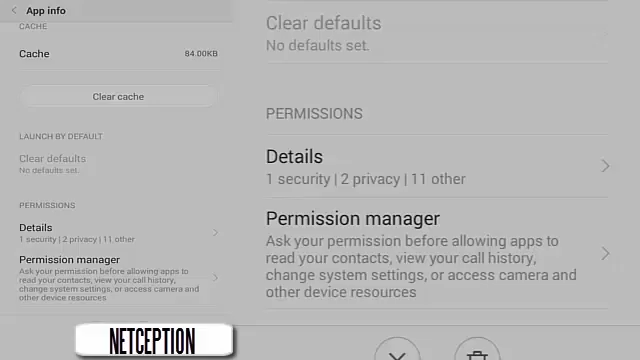 App info
CACHE
Cache 84.00KB
Clear cache
LAUNCH BY DEFAULT
Clear defaults
No defaults set.
PERMISSIONS
Details
1 security | 2 privacy | 11 other
Permission manager
Ask your permission before allowing apps to
read your contacts, view your call history,
change system settings, or access camera and
other device resources
Clear defaults
No defaults set.
PERMISSIONS
Details
1 security | 2 privacy | 11 other
Permission manager
Ask your permission before allowing apps to
read your contacts, view your call history,
change system settings, or access camera and
other device resources
NETCEPTION